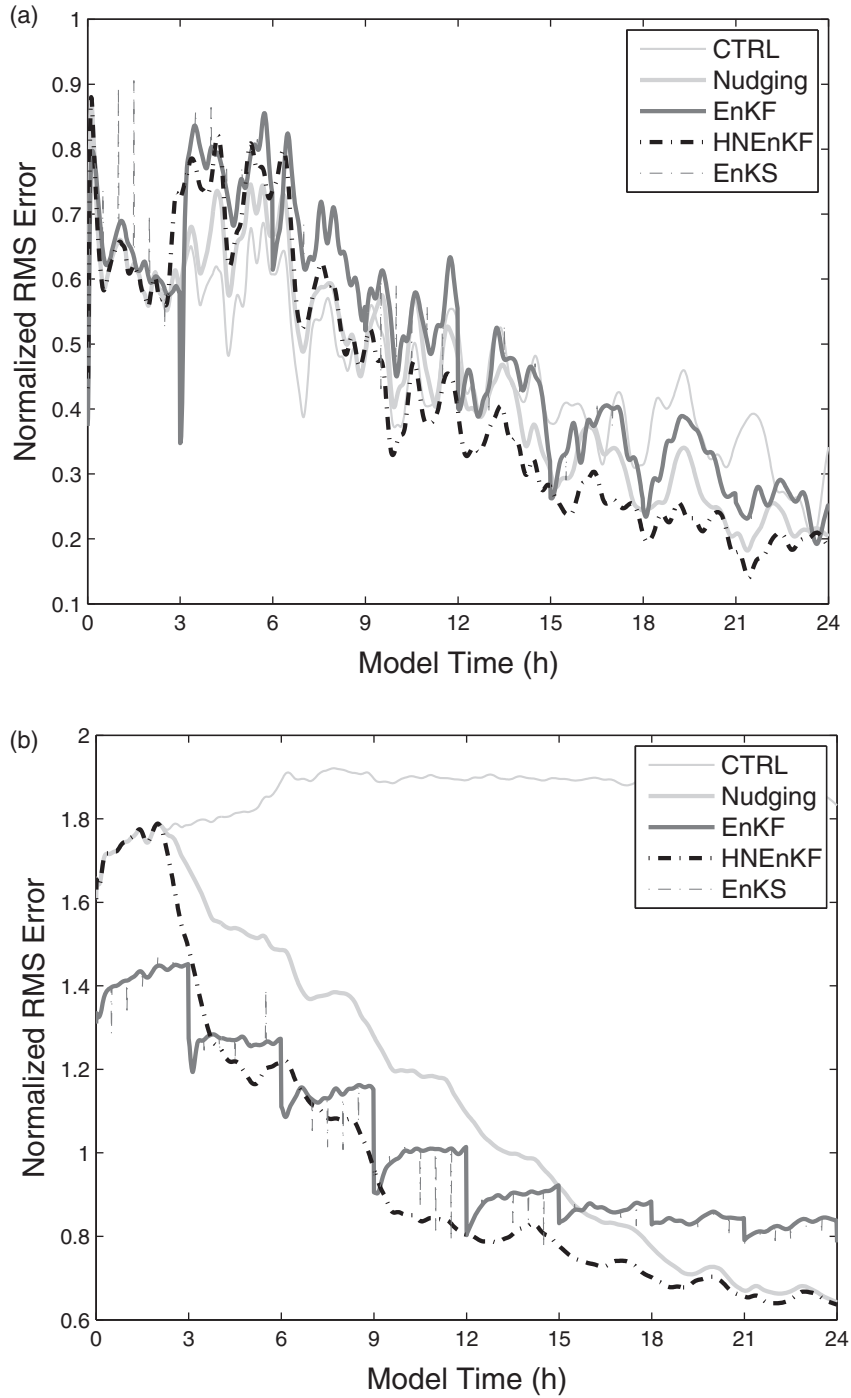 (a)
1
0.9
0.8
0.7
0.6
0.5
0.4
0.3
0.2
0.1
Normalized RMS Error
CTRL
Nudging
EnKF
HNEnKF
EnKS
0 3 6 9 12 15 18 21 24
Model Time (h)
(b)
2
1.8
1.6
1.4
1.2
1
0.8
0.6
Normalized RMS Error
CTRL
Nudging
EnKF
HNEnKF
EnKS
0 3 6 9 12 15 18 21 24
Model Time (h)